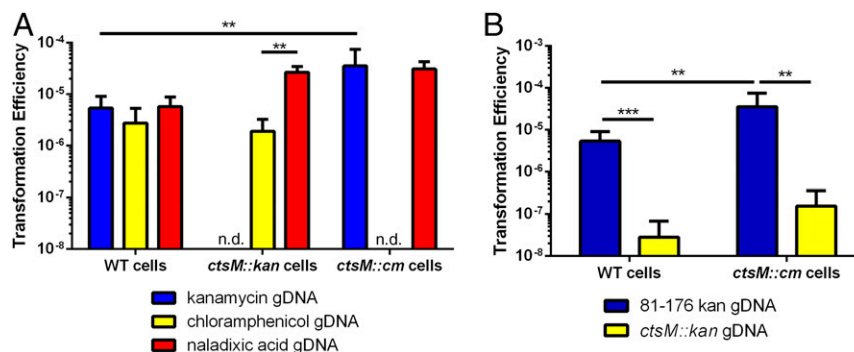 A
Transformation Efficiency
10-4
10-5
10-6
10-7
10-8
**
**
n.d.
n.d.
WT cells
ctsM::kan cells
ctsM::cm cells
kanamycin gDNA
chloramphenicol gDNA
naladixic acid gDNA
B
Transformation Efficiency
10-3
10-4
10-5
10-6
10-7
10-8
**
**
***
WT cells
ctsM::cm cells
81-176 kan gDNA
ctsM::kan gDNA